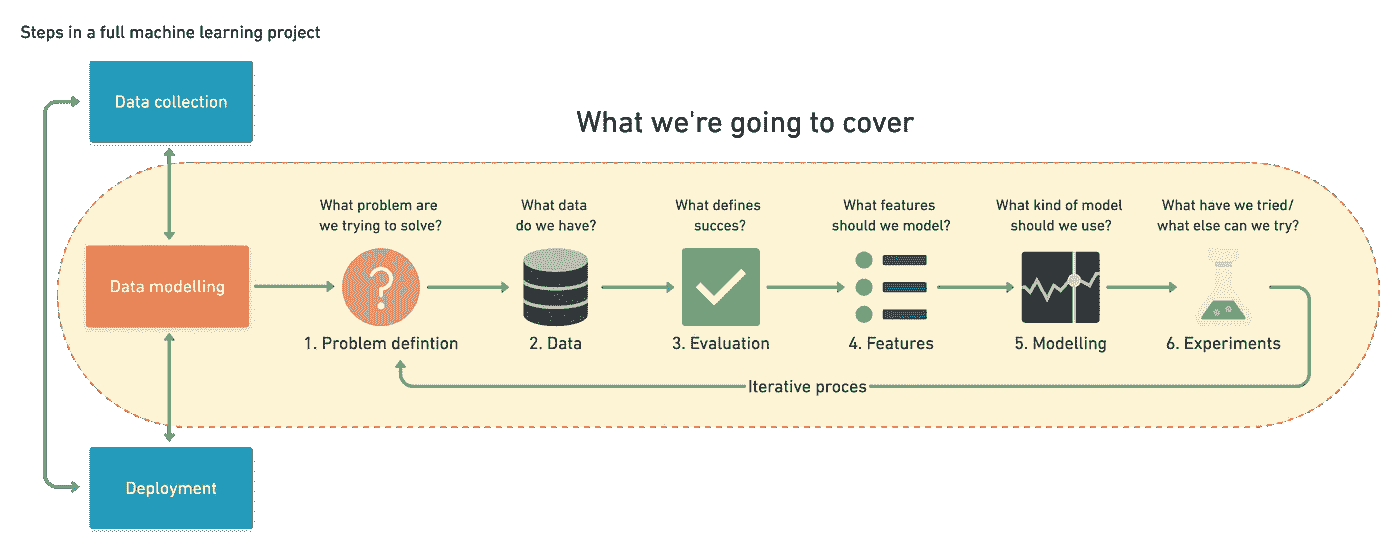 Steps in a full machine learning project
Data collection
What we're going to cover
What problem are
we trying to solve?
What data
do we have?
What defines
succes?
What features
should we model?
What kind of model
should we use?
What have we tried/
what else can we try?
Data modelling
1. Problem defintion
2. Data
3. Evaluation
4. Features
5. Modelling
6. Experiments
Iterative proces
Deployment